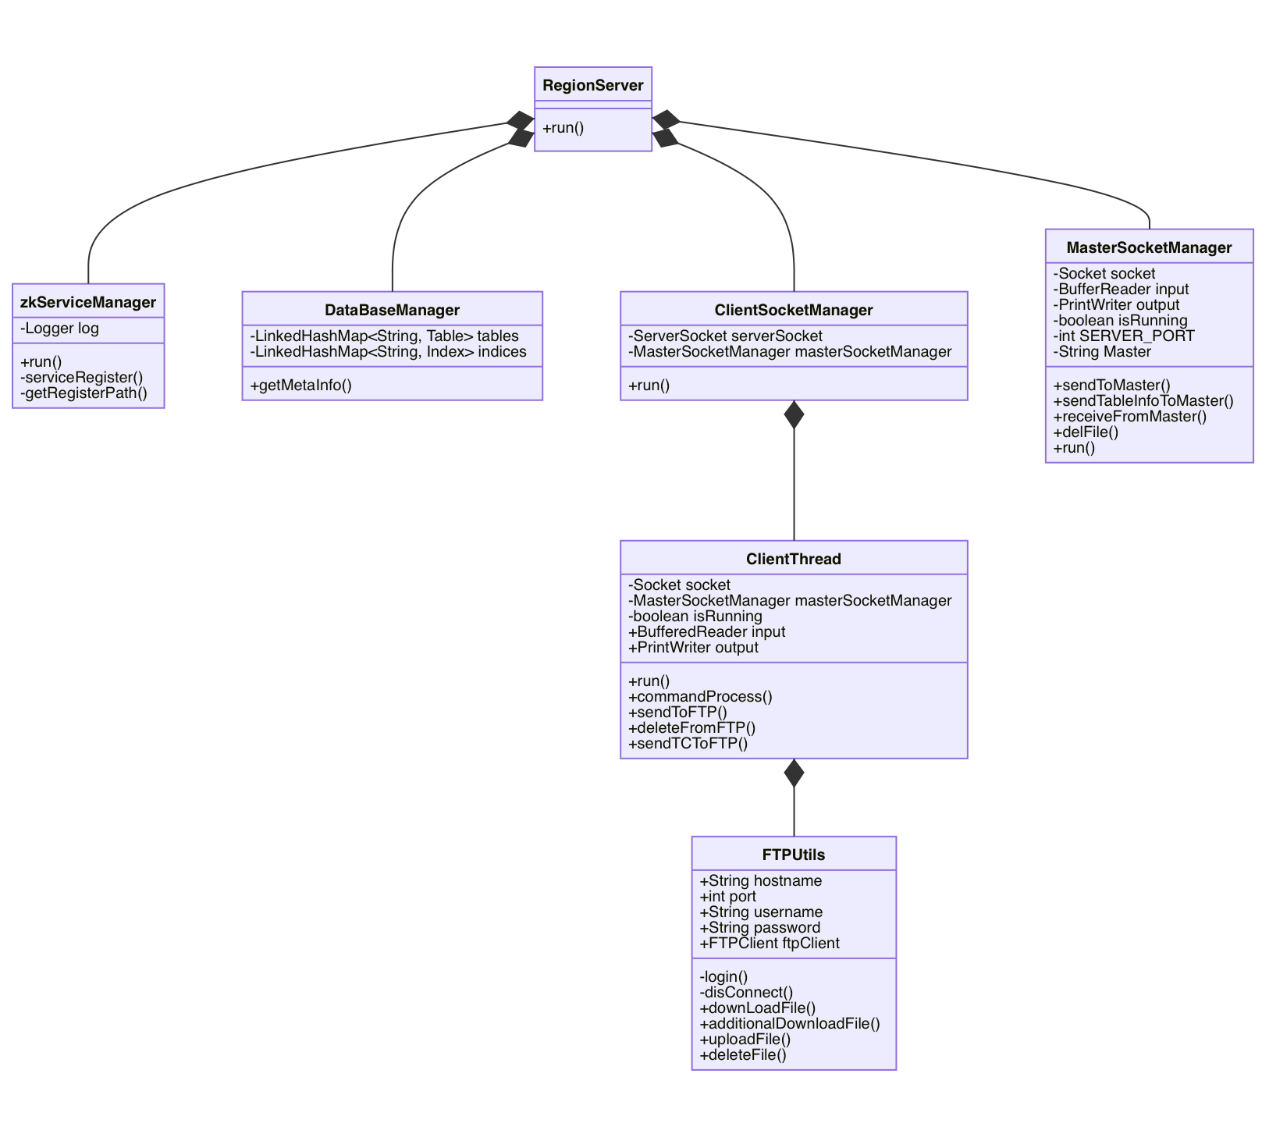 RegionServer
+run()
zkServiceManager
-Logger log
+run()
-serviceRegister()
-getRegisterPath()
DataBaseManager
-LinkedHashMap<String, Table> tables
-LinkedHashMap<String, Index> indices
+getMetaInfo()
ClientSocketManager
-ServerSocket serverSocket
-MasterSocketManager masterSocketManager
+run()
MasterSocketManager
-Socket socket
-BufferReader input
-PrintWriter output
-boolean isRunning
-int SERVER_PORT
-String Master
+sendToMaster()
+sendTableInfoToMaster()
+receiveFromMaster()
+delFile()
+run()
ClientThread
-Socket socket
-MasterSocketManager masterSocketManager
-boolean isRunning
+BufferedReader input
+PrintWriter output
+run()
+commandProcess()
+sendToFTP()
+deleteFromFTP()
+sendTCToFTP()
FTPUtils
+String hostname
+int port
+String username
+String password
+FTPClient ftpClient
-login()
-disConnect()
+downLoadFile()
+additionalDownloadFile()
+uploadFile()
+deleteFile()